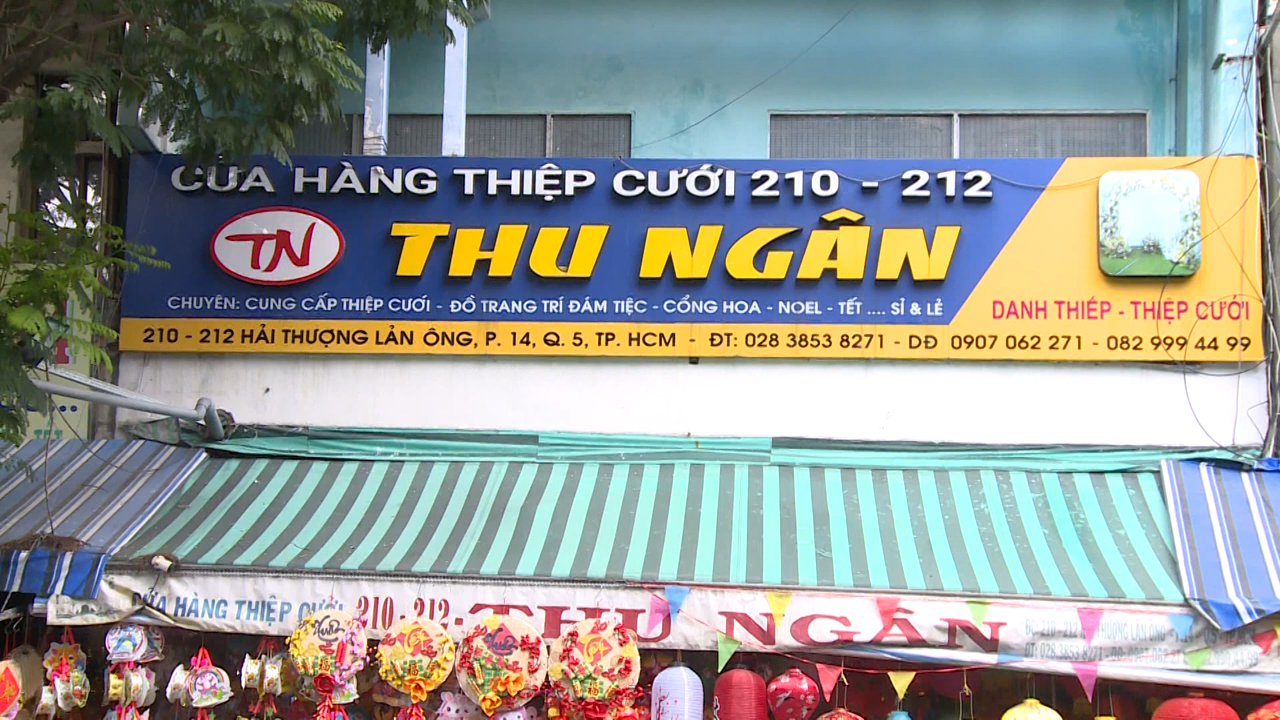 CỬA HÀNG THIỆP CƯỚI 210 - 212
TN
THU NGÂN
CHUYÊN: CUNG CẤP THIỆP CƯỚI - ĐỒ TRANG TRÍ ĐÁM TIỆC - CỔNG HOA - NOEL - TẾT .... SỈ & LẺ
DANH THIẾP - THIỆP CƯỚI
210 - 212 HẢI THƯỢNG LÃN ÔNG, P. 14, Q. 5, TP. HCM - ĐT: 028 3853 8271 - DĐ 0907 062 271 - 082 999 44 99
CỬA HÀNG THIỆP CƯỚI 210 - 212 - THU NGÂN